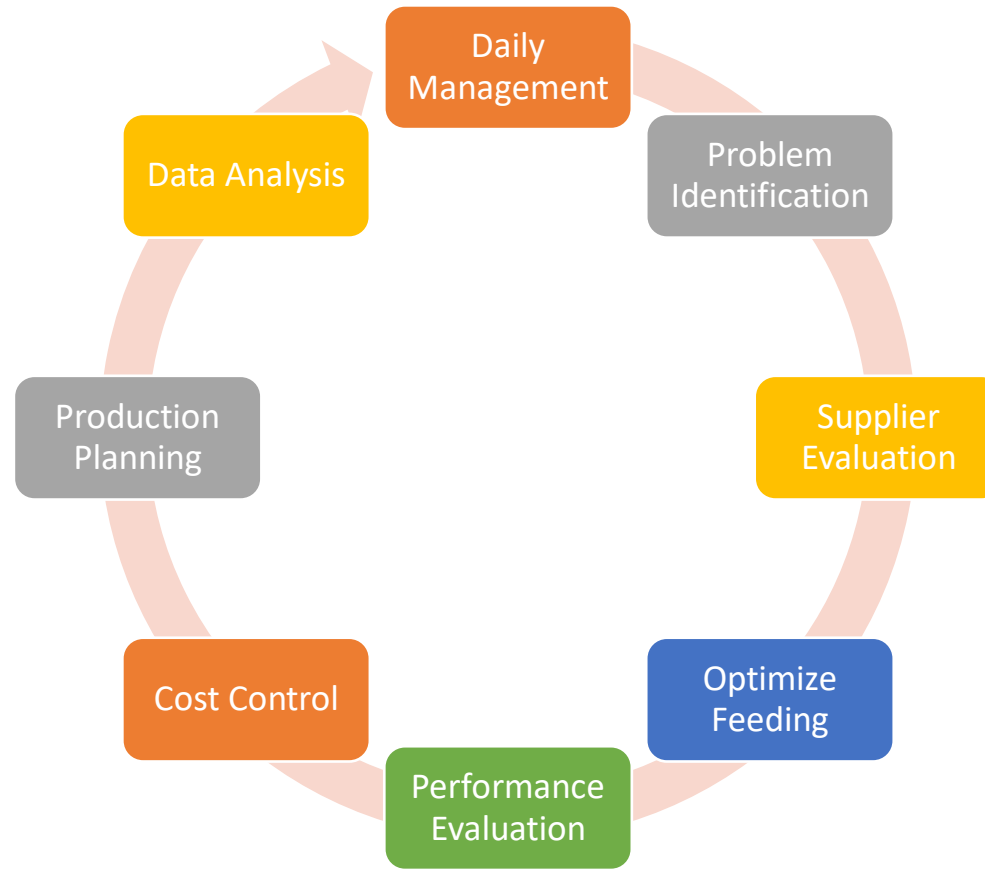 Daily
Management
Problem
Identification
Supplier
Evaluation
Optimize
Feeding
Performance
Evaluation
Cost Control
Production
Planning
Data Analysis